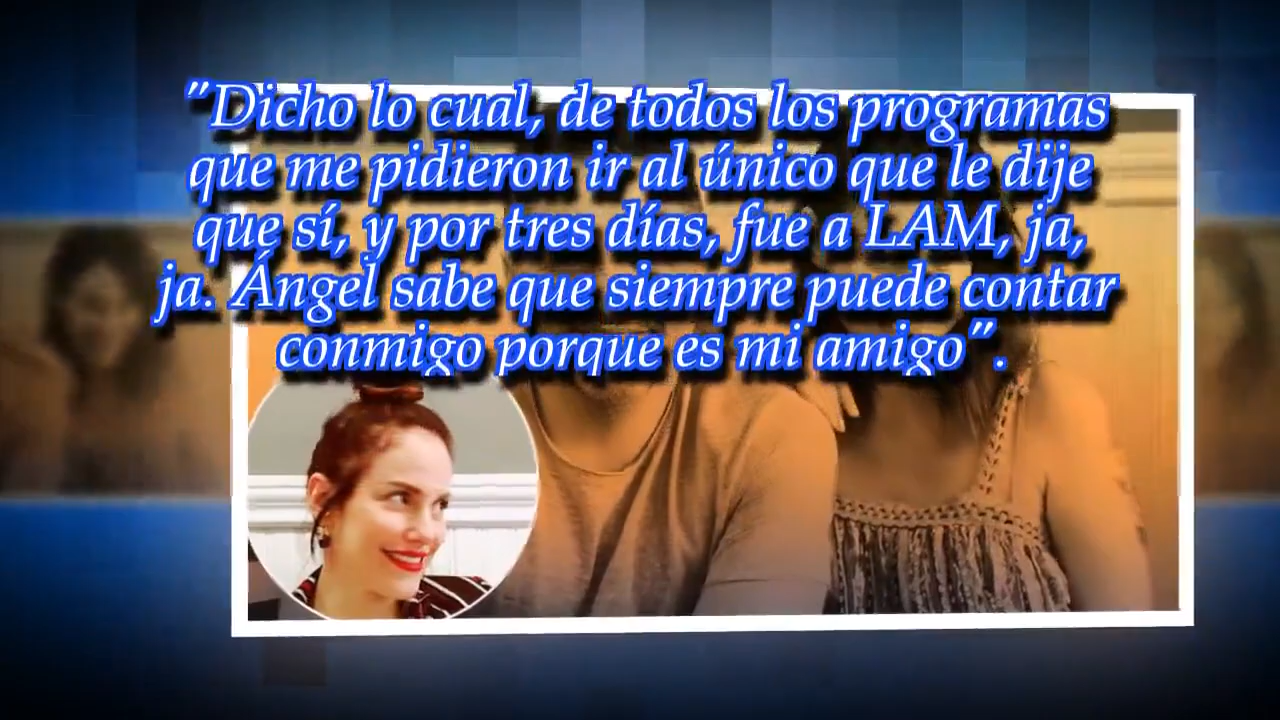 "Dicho lo cual, de todos los programas
que me pidieron ir al único que le dije
que sí, y por tres días, fue a LAM, ja,
ja. Ángel sabe que siempre puede contar
conmigo porque es mi amigo".